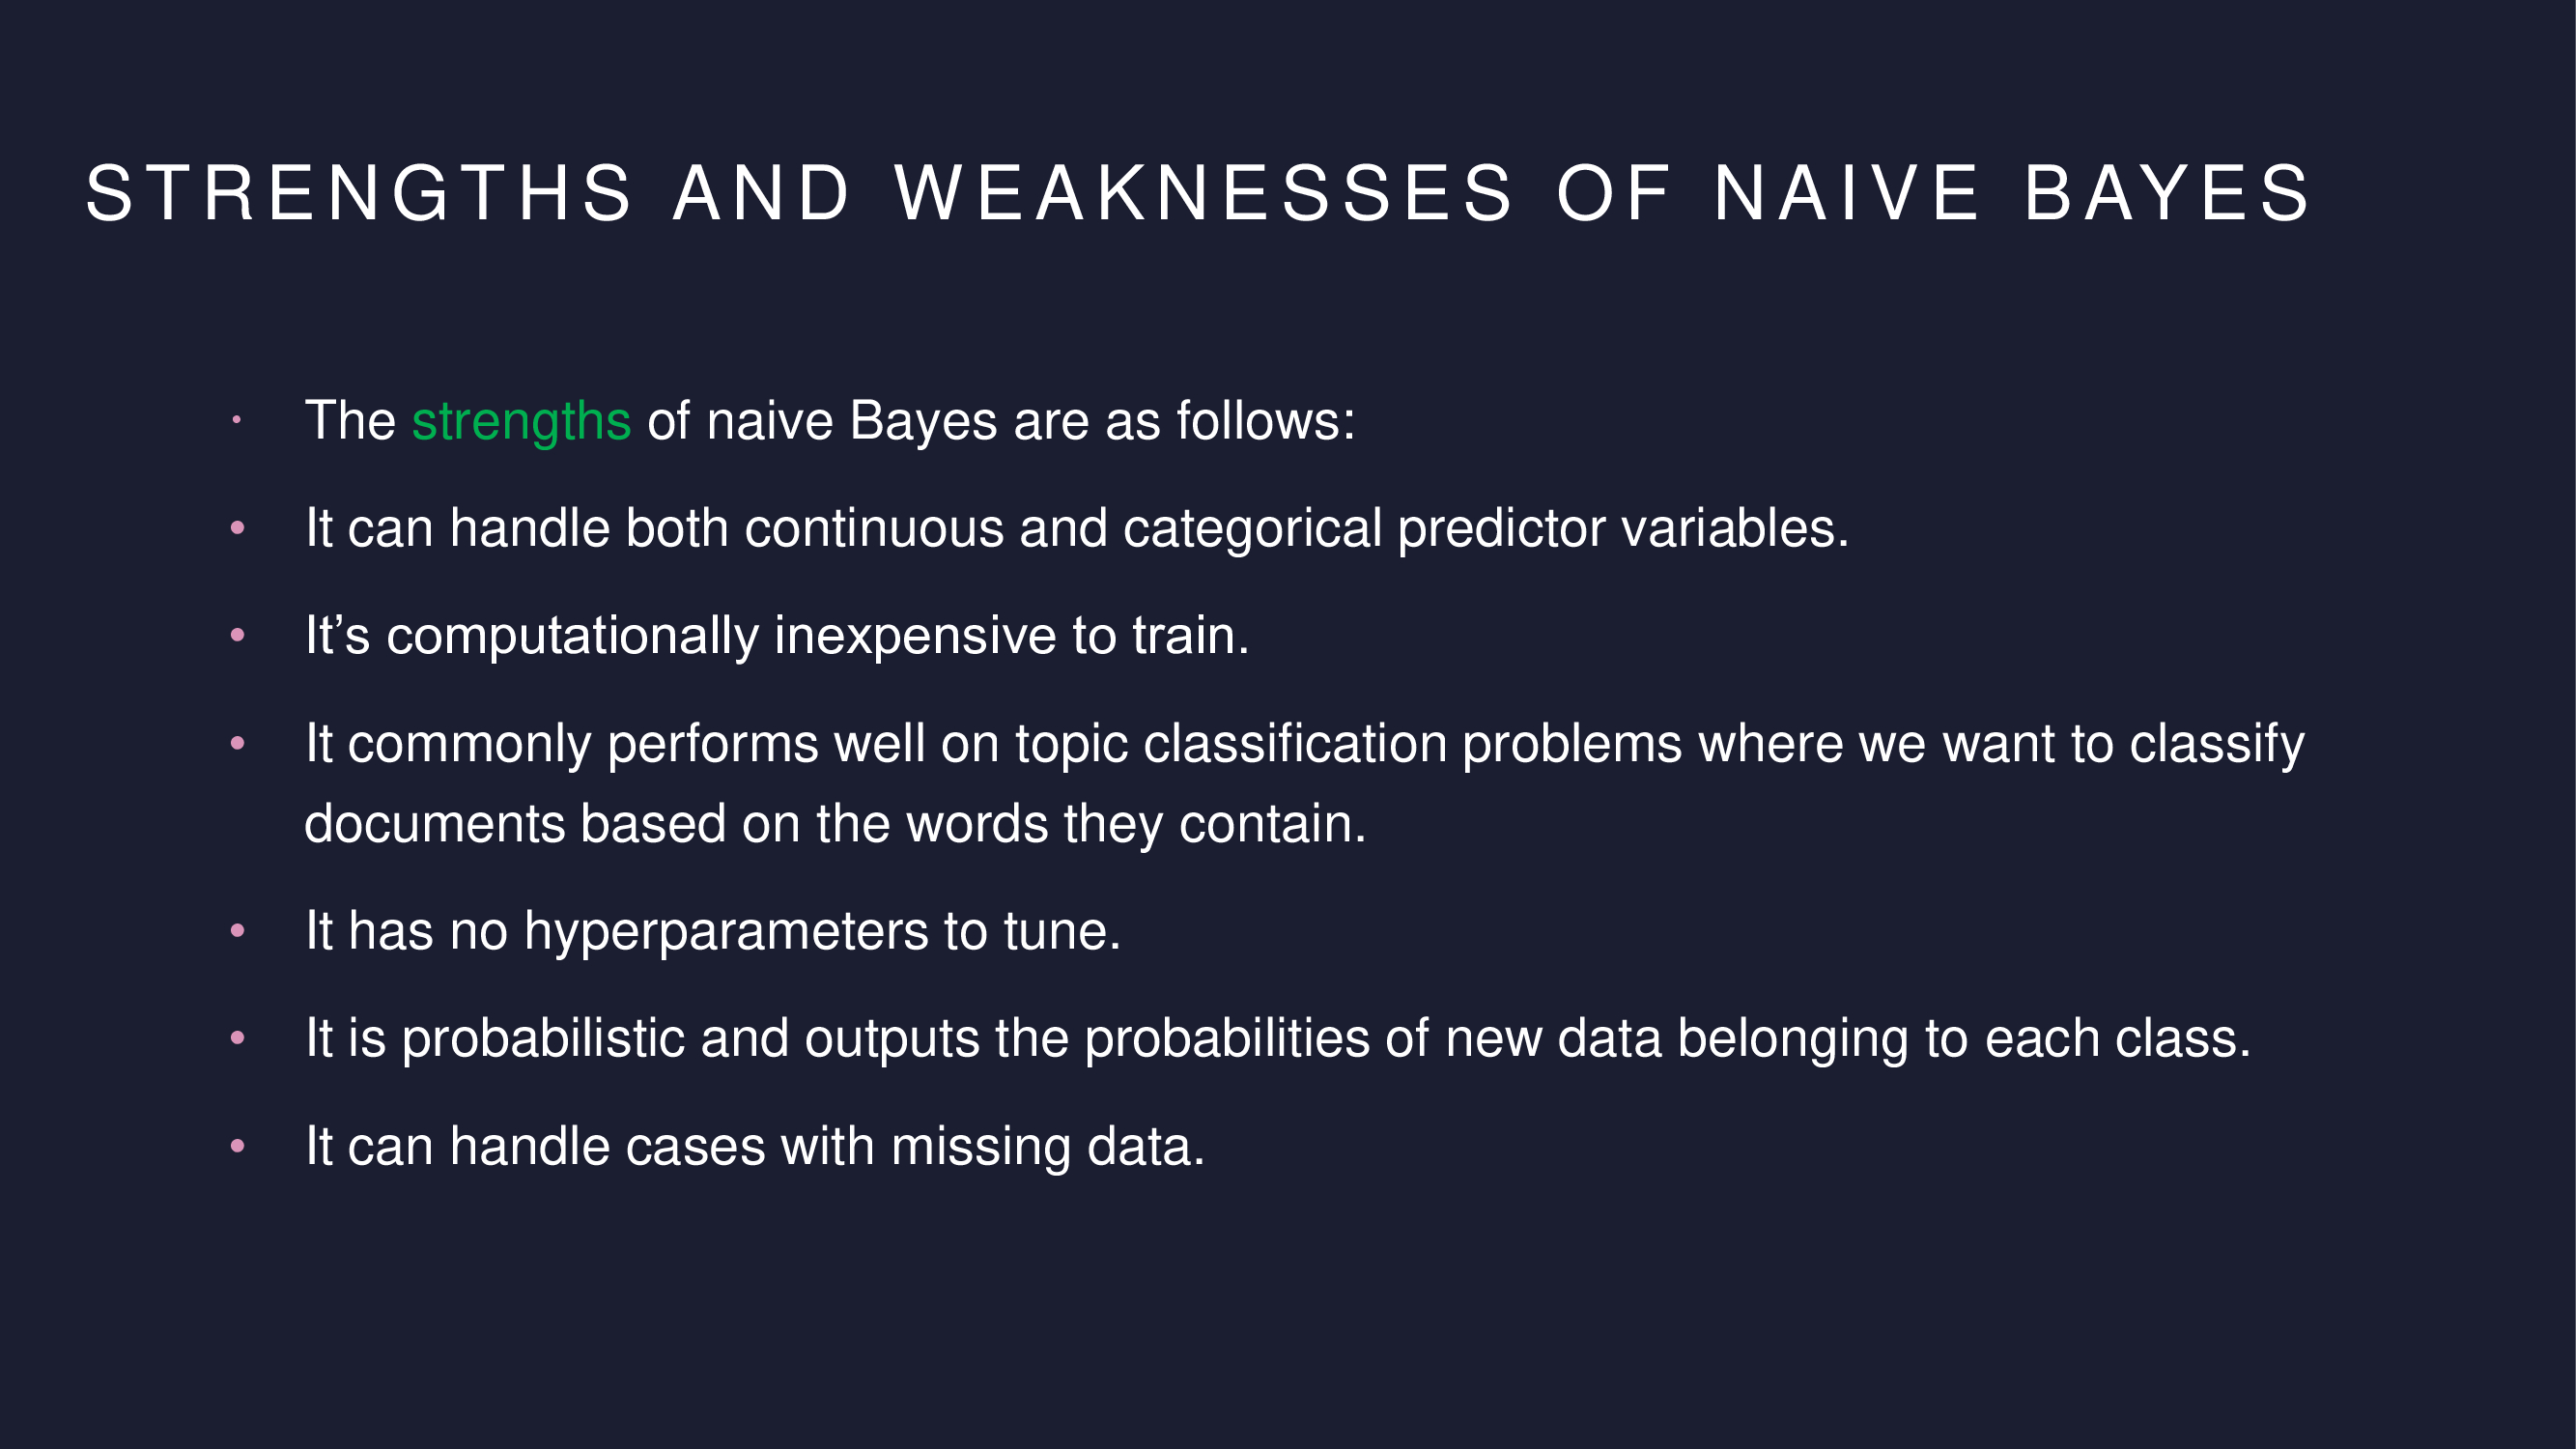 STRENGTHS AND WEAKNESSES OF NAIVE BAYES
• The strengths of naive Bayes are as follows:
• It can handle both continuous and categorical predictor variables.
• It’s computationally inexpensive to train.
• It commonly performs well on topic classification problems where we want to classify
documents based on the words they contain.
• It has no hyperparameters to tune.
• It is probabilistic and outputs the probabilities of new data belonging to each class.
• It can handle cases with missing data.